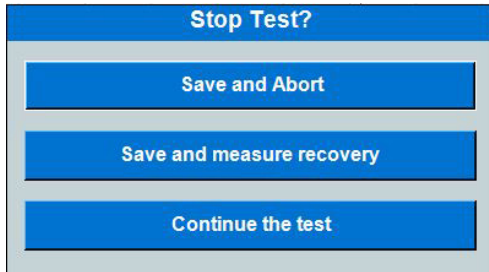 Stop Test?
Save and Abort
Save and measure recovery
Continue the test